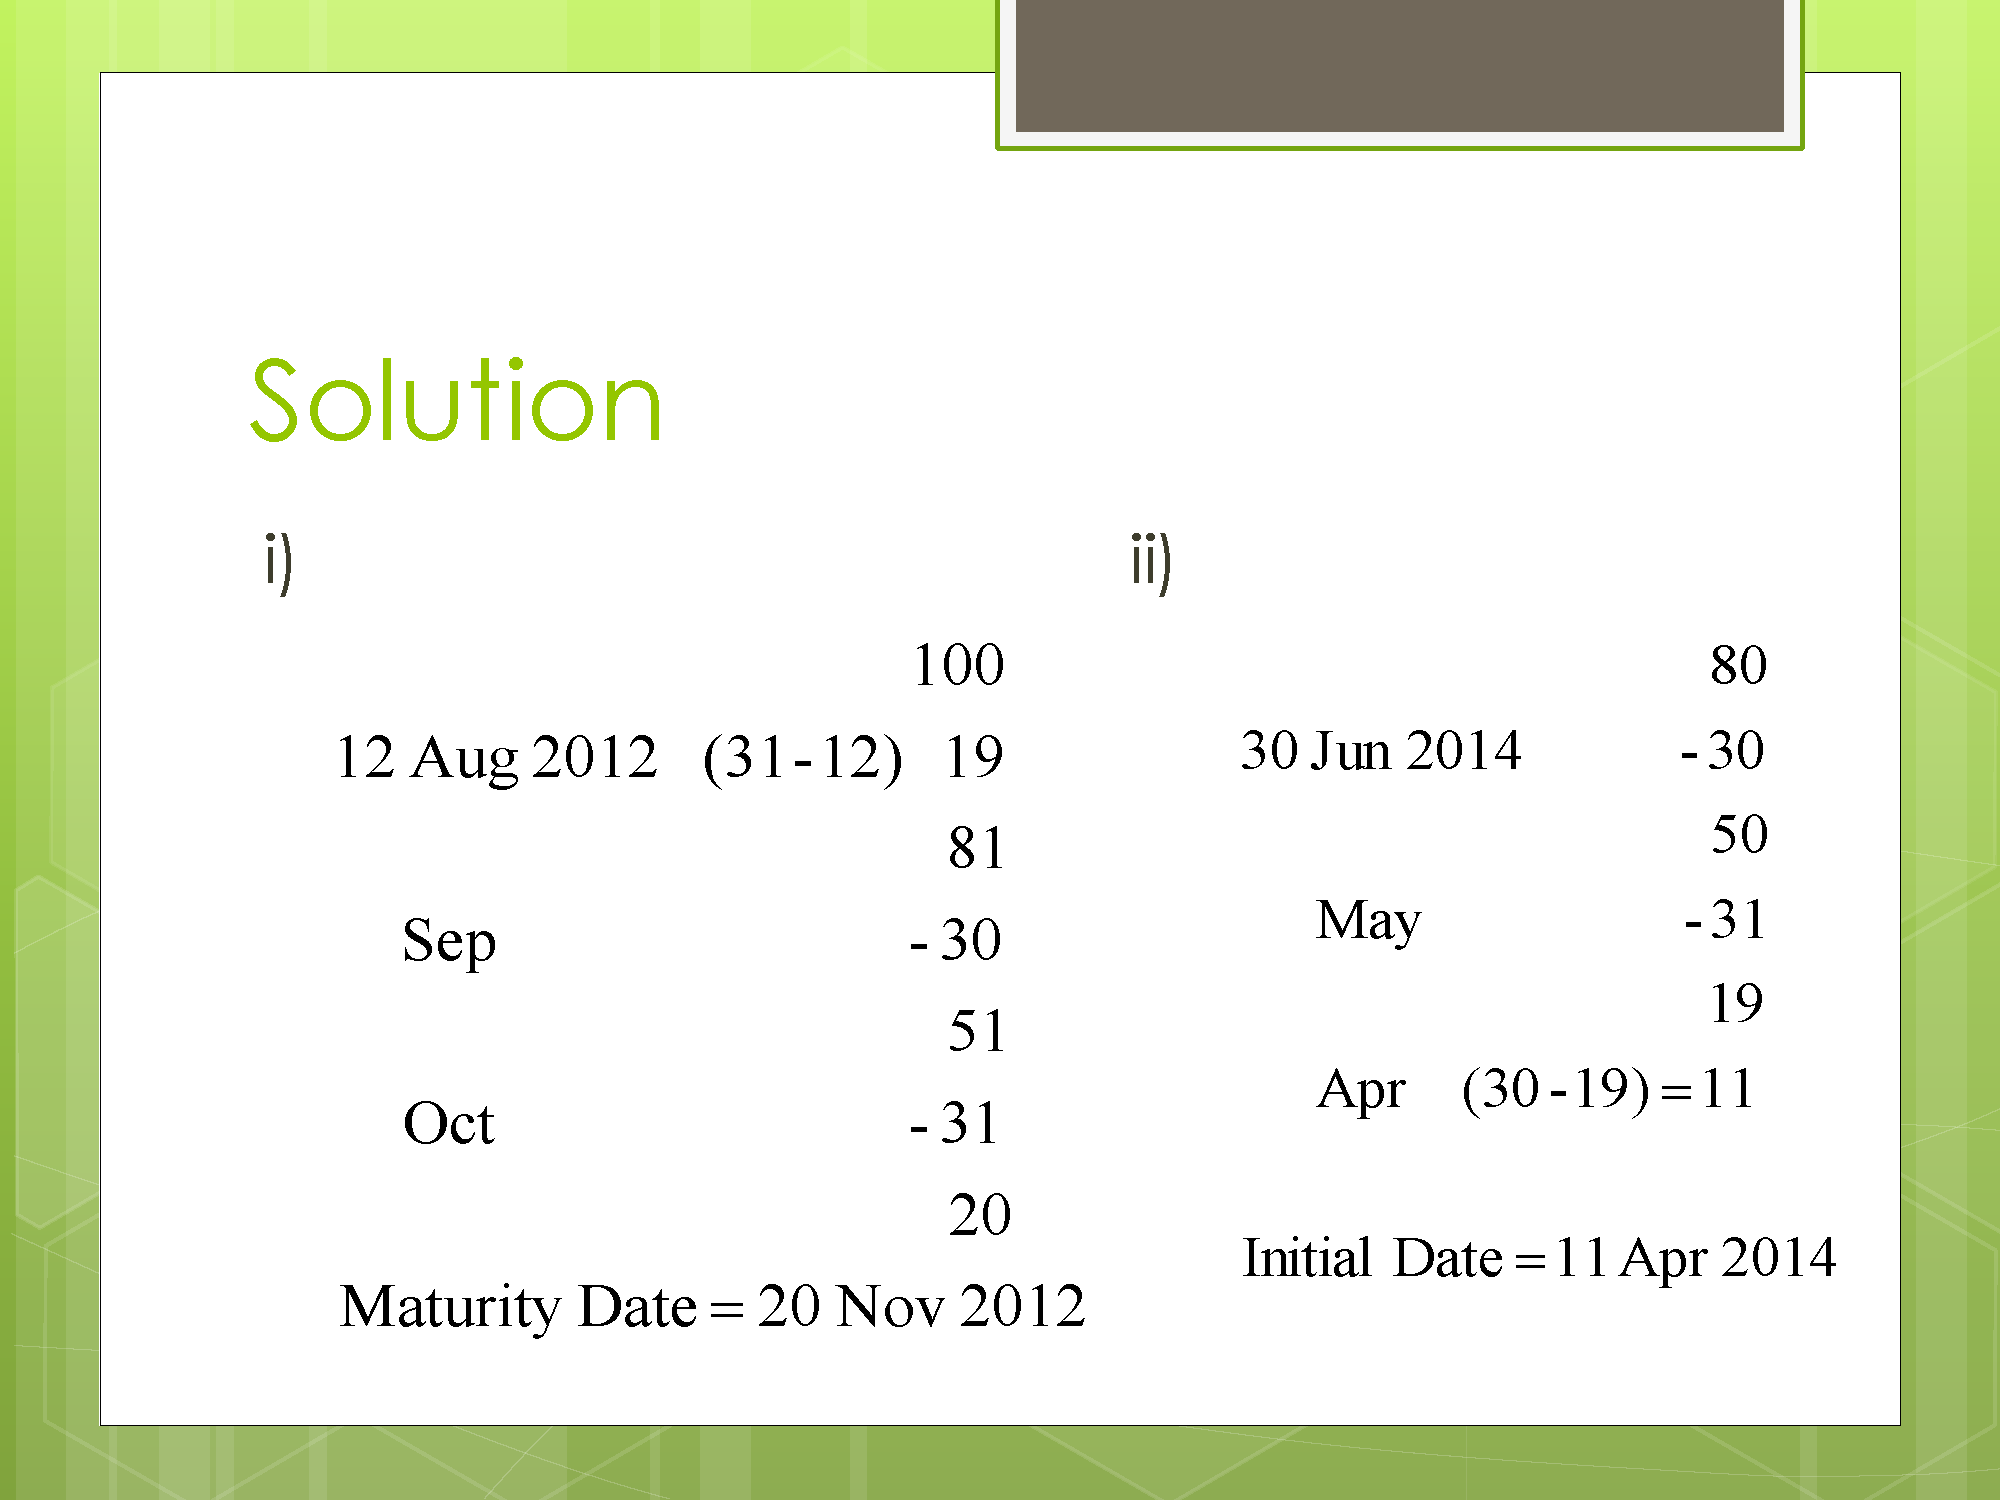 Solution
i)
100
12 Aug 2012 (31-12) 19
81
Sep - 30
51
Oct - 31
20
Maturity Date = 20 Nov 2012
ii)
80
30 Jun 2014 - 30
50
May - 31
19
Apr (30 - 19) = 11
Initial Date = 11 Apr 2014